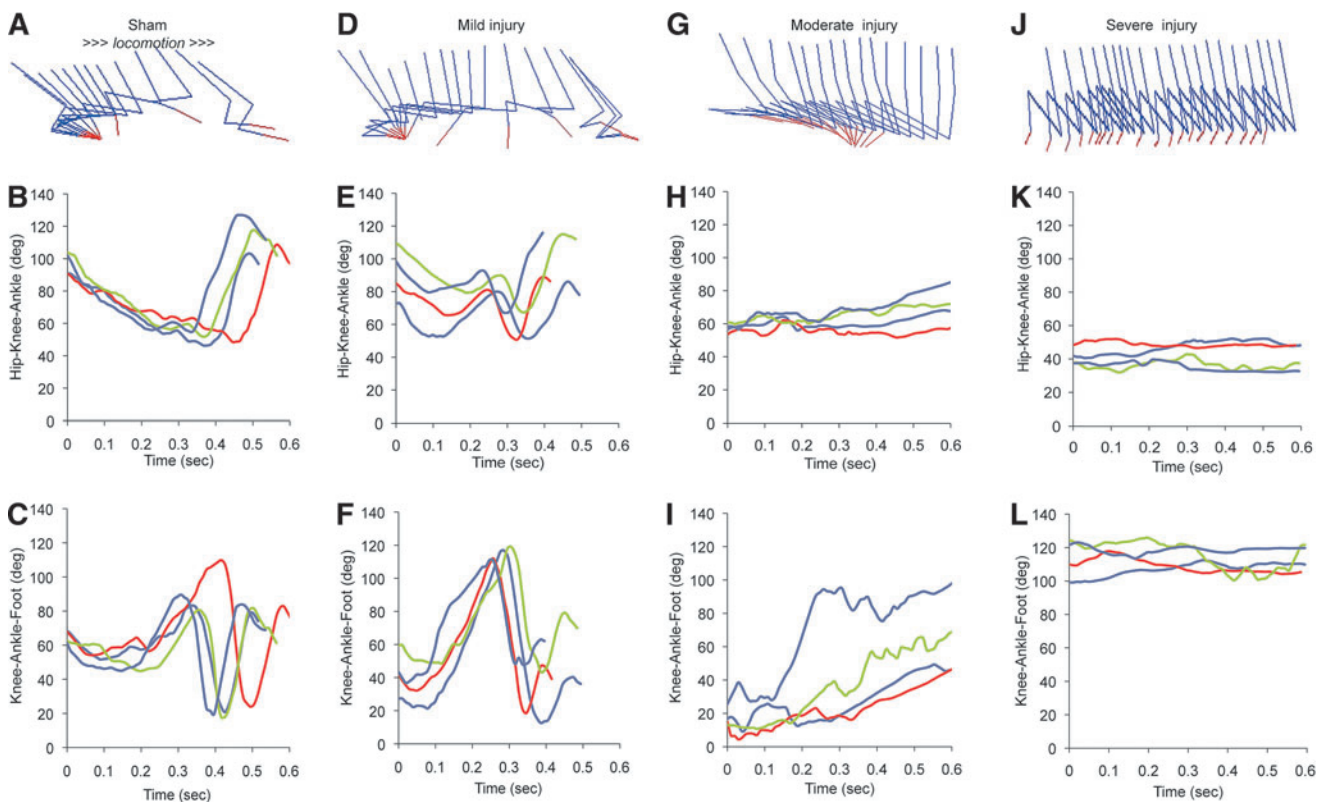 A
Sham
>>> locomotion >>>
D
Mild injury
G
Moderate injury
J
Severe injury
B
Hip-Knee-Ankle (deg)
140
120
100
80
60
40
20
0
0 0.1 0.2 0.3 0.4 0.5 0.6
Time (sec)
E
Hip-Knee-Ankle (deg)
140
120
100
80
60
40
20
0
0 0.1 0.2 0.3 0.4 0.5 0.6
Time (sec)
H
Hip-Knee-Ankle (deg)
140
120
100
80
60
40
20
0
0 0.1 0.2 0.3 0.4 0.5 0.6
Time (sec)
K
Hip-Knee-Ankle (deg)
140
120
100
80
60
40
20
0
0 0.1 0.2 0.3 0.4 0.5 0.6
Time (sec)
C
Knee-Ankle-Foot (deg)
140
120
100
80
60
40
20
0
0 0.1 0.2 0.3 0.4 0.5 0.6
Time (sec)
F
Knee-Ankle-Foot (deg)
140
120
100
80
60
40
20
0
0 0.1 0.2 0.3 0.4 0.5 0.6
Time (sec)
I
Knee-Ankle-Foot (deg)
140
120
100
80
60
40
20
0
0 0.1 0.2 0.3 0.4 0.5 0.6
Time (sec)
L
Knee-Ankle-Foot (deg)
140
120
100
80
60
40
20
0
0 0.1 0.2 0.3 0.4 0.5 0.6
Time (sec)